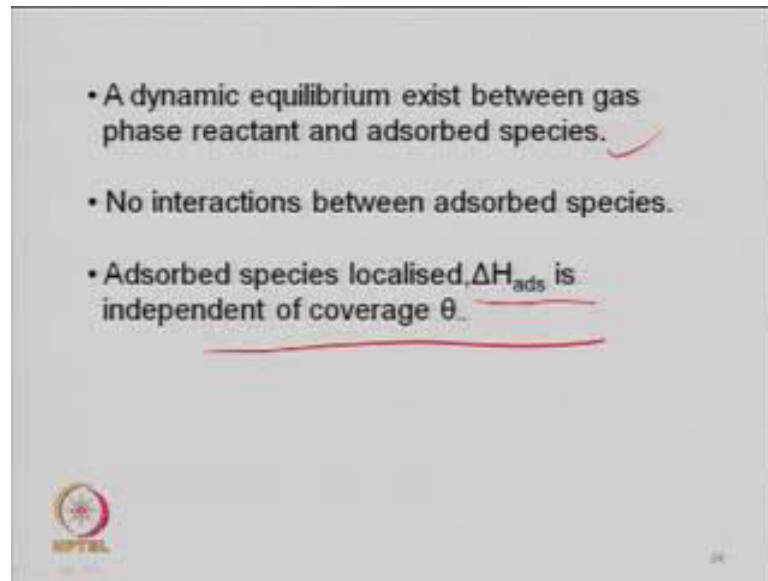 • A dynamic equilibrium exist between gas
phase reactant and adsorbed species.
• No interactions between adsorbed species.
• Adsorbed species localised,ΔHads is
independent of coverage θ.
NPTEL
24